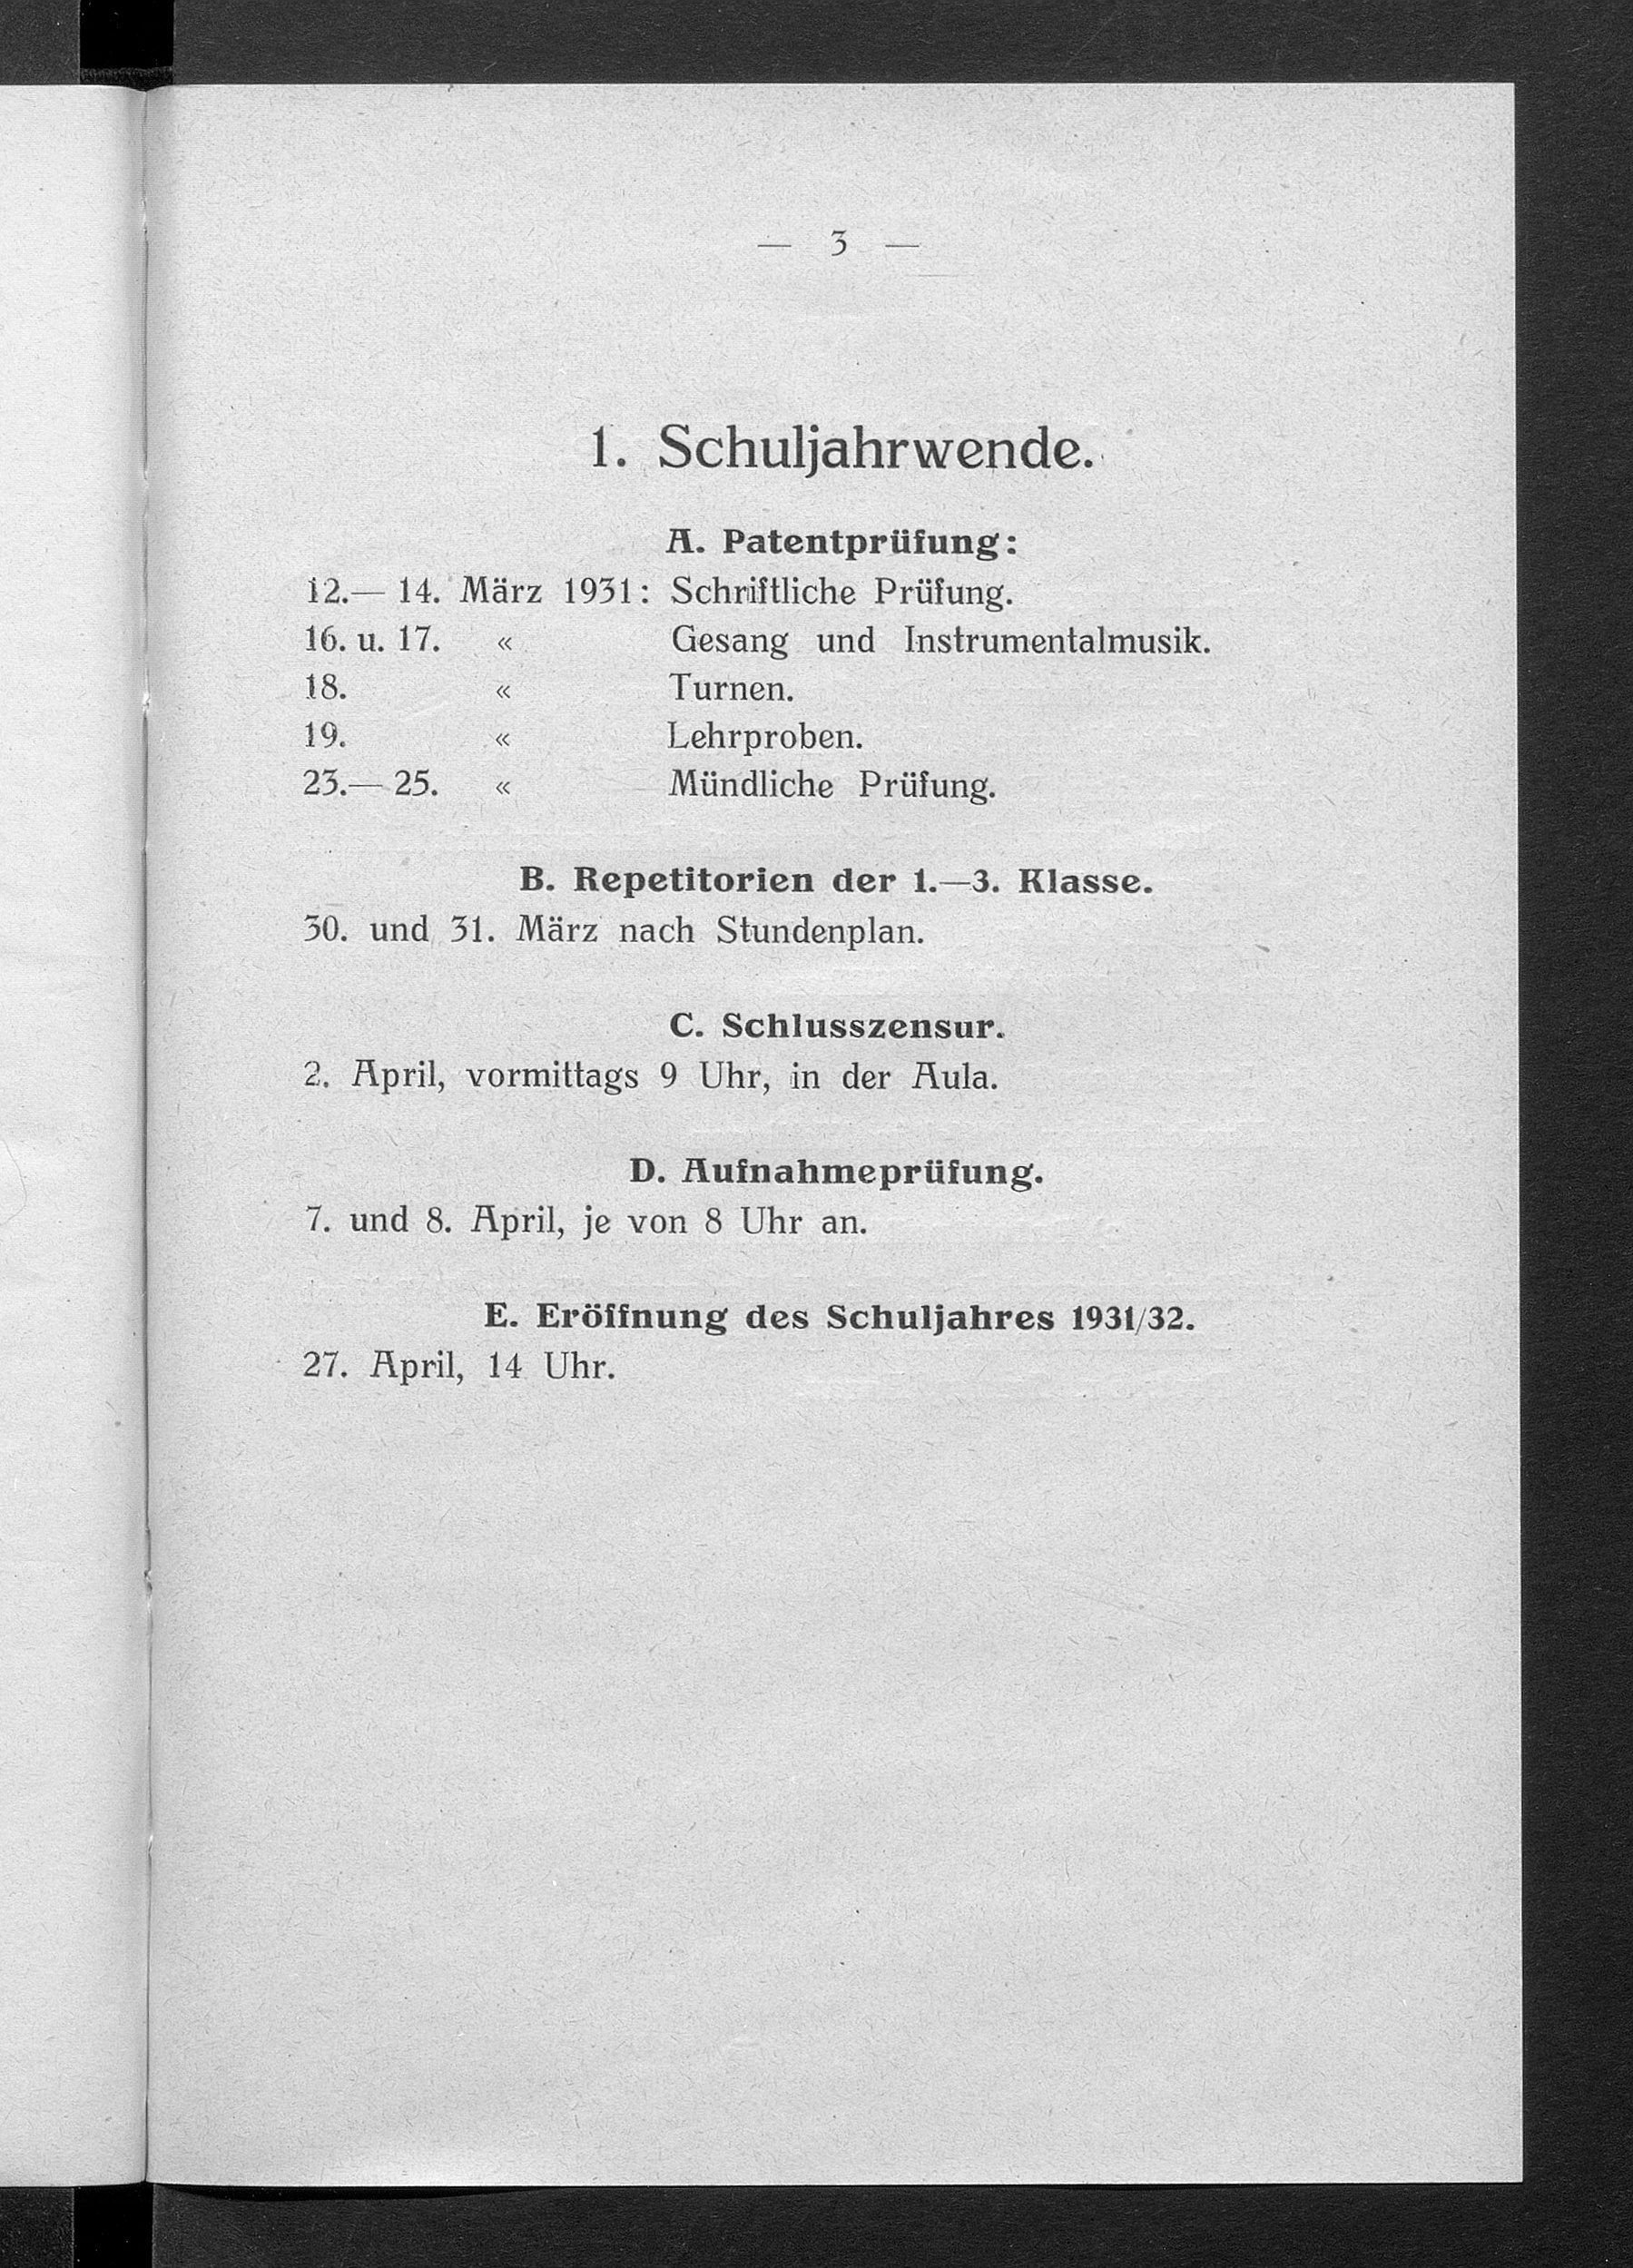 — 3 —
1. Schuljahrwende.
A. Patentprüfung:
12.— 14. März 1931: Schriftliche Prüfung.
16. u. 17. « Gesang und Instrumentalmusik.
18. « Turnen.
19. « Lehrproben.
23.— 25. « Mündliche Prüfung.
B. Repetitorien der 1.—3. Klasse.
30. und 31. März nach Stundenplan.
C. Schlusszensur.
2. April, vormittags 9 Uhr, in der Aula.
D. Aufnahmeprüfung.
7. und 8. April, je von 8 Uhr an.
E. Eröffnung des Schuljahres 1931/32.
27. April, 14 Uhr.